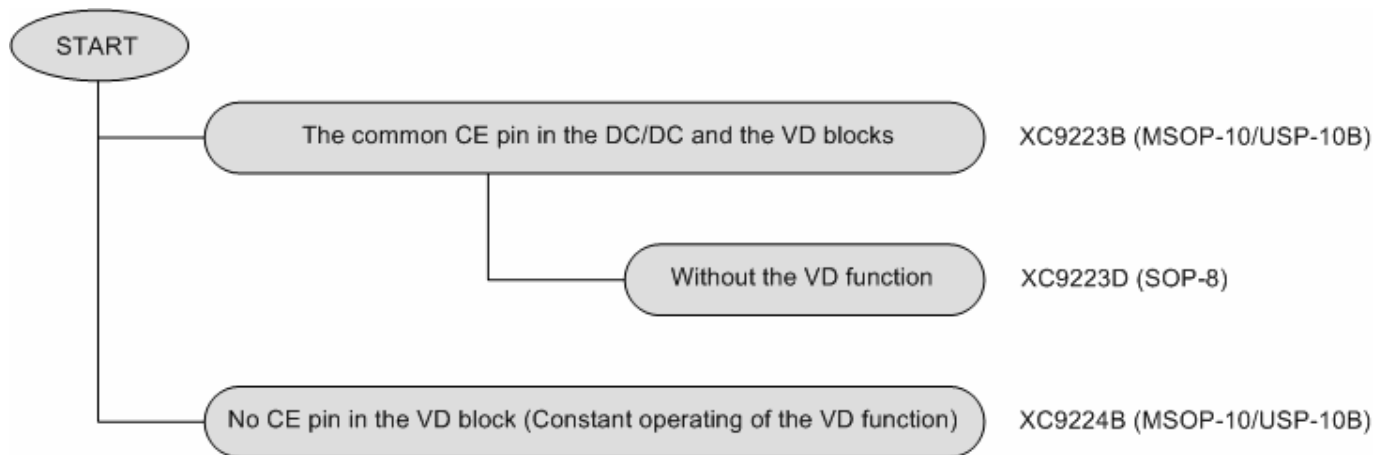 START
The common CE pin in the DC/DC and the VD blocks
XC9223B (MSOP-10/USP-10B)
Without the VD function
XC9223D (SOP-8)
No CE pin in the VD block (Constant operating of the VD function)
XC9224B (MSOP-10/USP-10B)